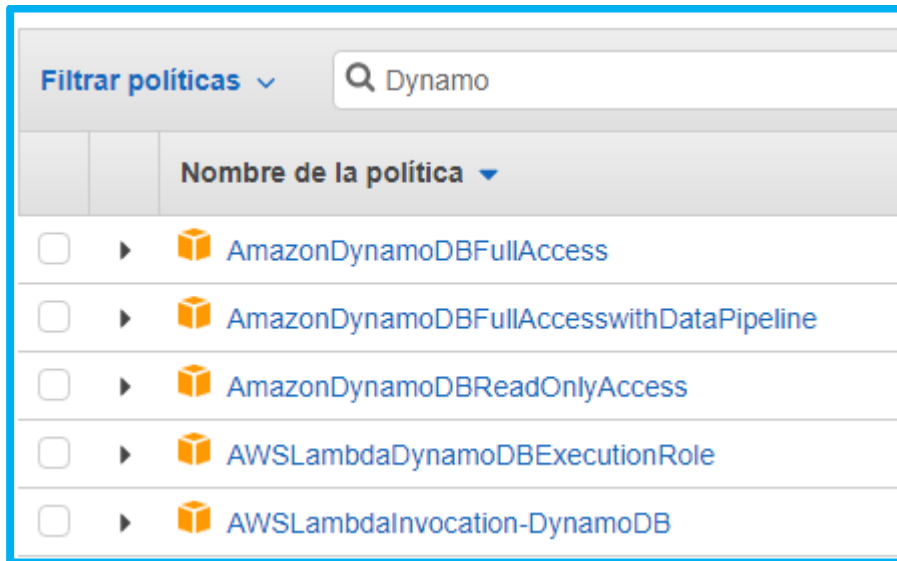 Filtrar políticas
Dynamo
Nombre de la política
AmazonDynamoDBFullAccess
AmazonDynamoDBFullAccesswithDataPipeline
AmazonDynamoDBReadOnlyAccess
AWSLambdaDynamoDBExecutionRole
AWSLambdaInvocation-DynamoDB